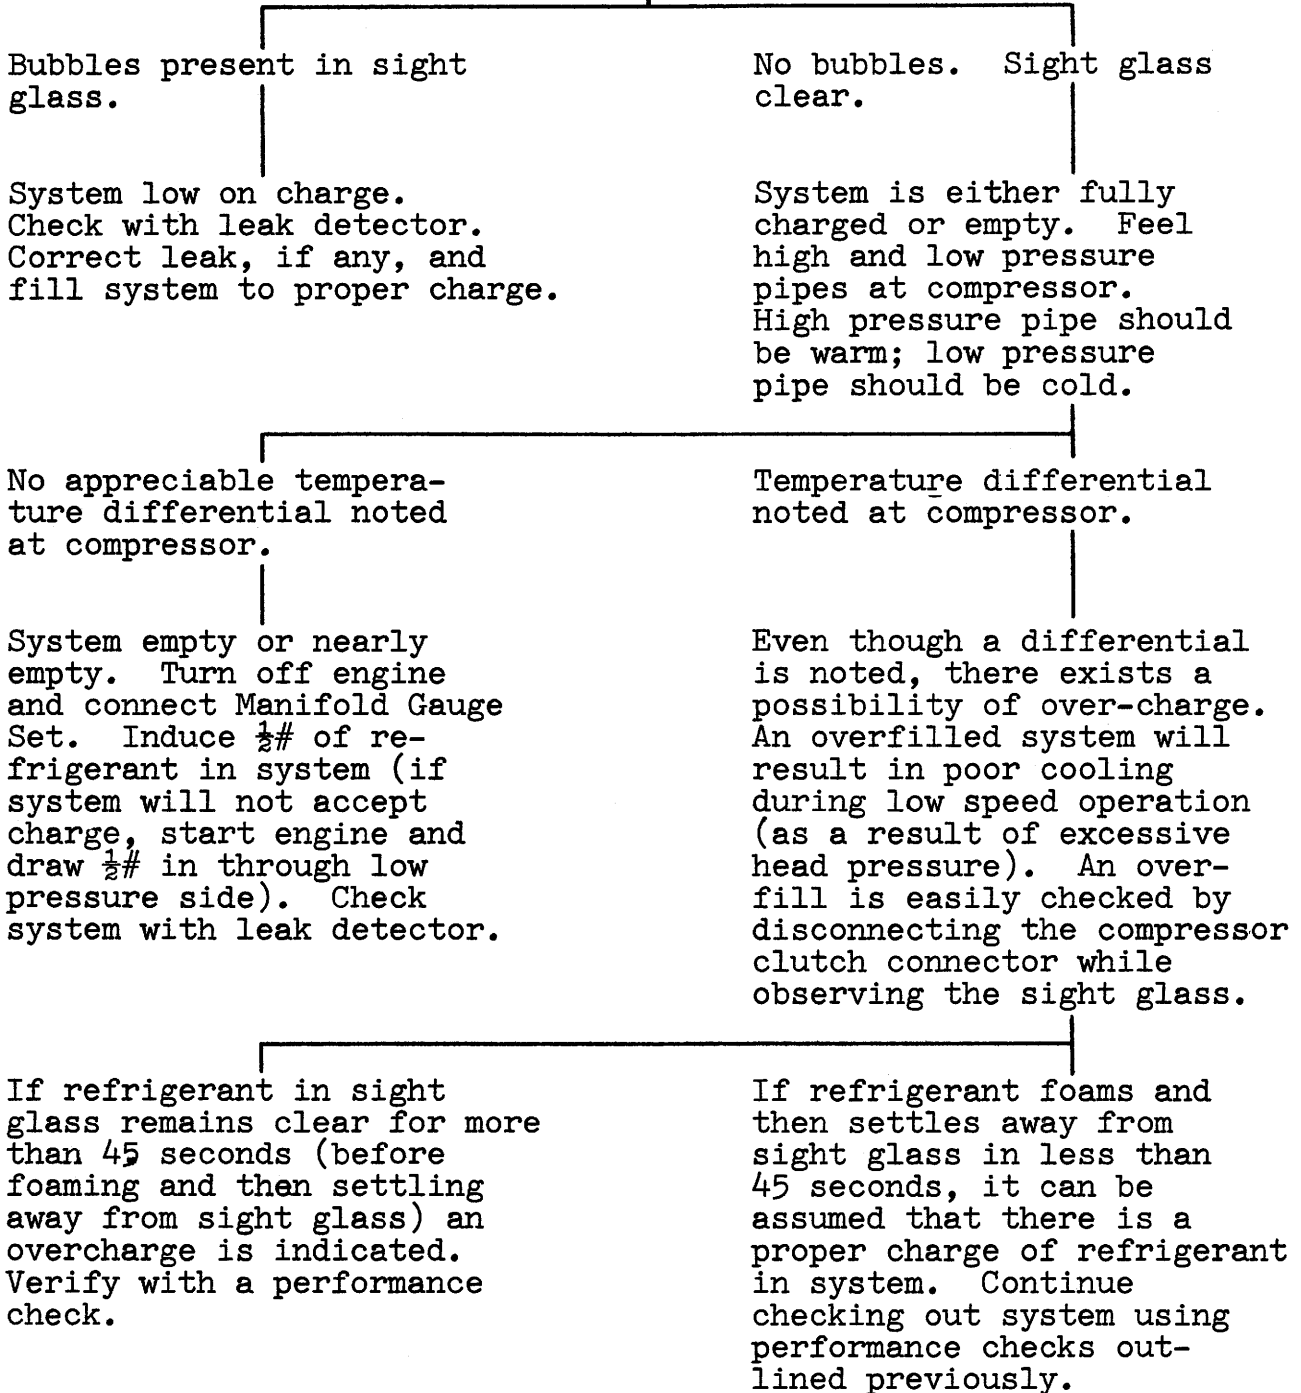 Bubbles present in sight
glass.
No bubbles. Sight glass
clear.
System low on charge.
Check with leak detector.
Correct leak, if any, and
fill system to proper charge.
System is either fully
charged or empty. Feel
high and low pressure
pipes at compressor.
High pressure pipe should
be warm; low pressure
pipe should be cold.
No appreciable tempera-
ture differential noted
at compressor.
Temperature differential
noted at compressor.
System empty or nearly
empty. Turn off engine
and connect Manifold Gauge
Set. Induce ½# of re-
frigerant in system (if
system will not accept
charge, start engine and
draw ½# in through low
pressure side). Check
system with leak detector.
Even though a differential
is noted, there exists a
possibility of over-charge.
An overfilled system will
result in poor cooling
during low speed operation
(as a result of excessive
head pressure). An over-
fill is easily checked by
disconnecting the compressor
clutch connector while
observing the sight glass.
If refrigerant in sight
glass remains clear for more
than 45 seconds (before
foaming and then settling
away from sight glass) an
overcharge is indicated.
Verify with a performance
check.
If refrigerant foams and
then settles away from
sight glass in less than
45 seconds, it can be
assumed that there is a
proper charge of refrigerant
in system. Continue
checking out system using
performance checks out-
lined previously.